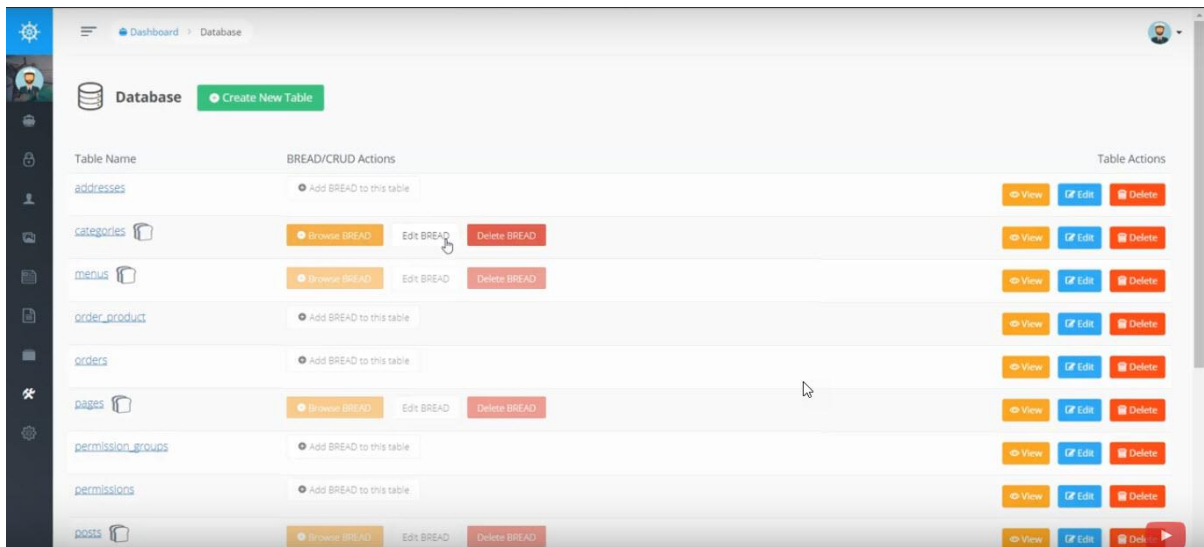 Dashboard Database
Database Create New Table
Table Name BREAD/CRUD Actions Table Actions
addresses Add BREAD to this table View Edit Delete
categories Browse BREAD Edit BREAD Delete BREAD View Edit Delete
menus Browse BREAD Edit BREAD Delete BREAD View Edit Delete
order_product Add BREAD to this table View Edit Delete
orders Add BREAD to this table View Edit Delete
pages Browse BREAD Edit BREAD Delete BREAD View Edit Delete
permission_groups Add BREAD to this table View Edit Delete
permissions Add BREAD to this table View Edit Delete
posts Browse BREAD Edit BREAD Delete BREAD View Edit